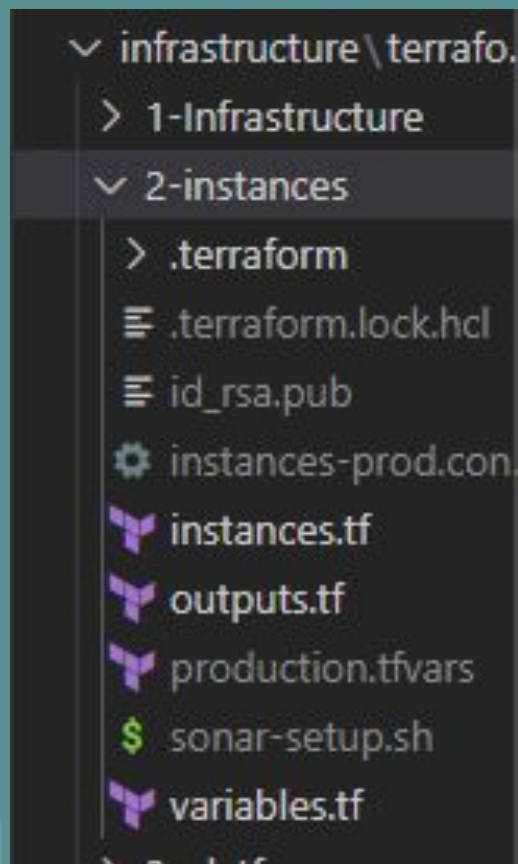 infrastructure\terrafo.
1-Infrastructure
2-instances
.terraform
.terraform.lock.hcl
id_rsa.pub
instances-prod.con.
instances.tf
outputs.tf
production.tfvars
$ sonar-setup.sh
variables.tf